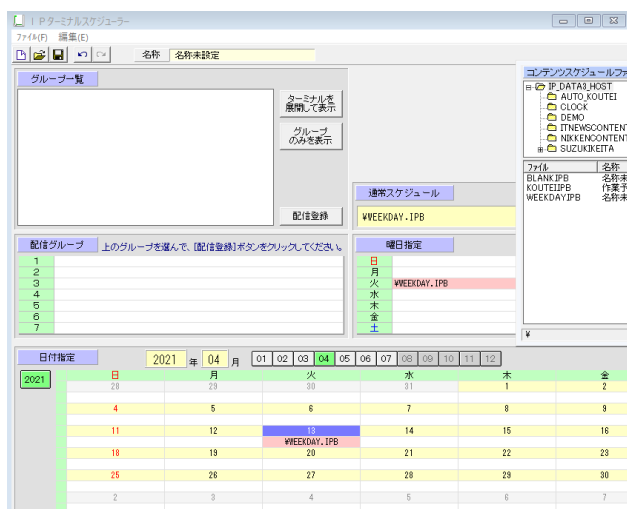 ＩＰターミナルスケジューラー
ファイル(F) 編集(E)
名称 名称未設定
グループ一覧
ターミナルを
展開して表示
グループ
のみを表示
配信登録
通常スケジュール
¥WEEKDAY.IPB
コンテンツスケジュールファ
IP_DATA3_HOST
AUTO_KOUTEI
CLOCK
DEMO
ITNEWSCONTENT
NIKKENCONTENT
SUZUKIKEITA
ファイル 名称
BLANK.IPB 名称未
KOUTEI.IPB 作業予
WEEKDAY.IPB 名称未
¥
配信グループ 上のグループを選んで、[配信登録]ボタンをクリックしてください。
1
2
3
4
5
6
7
曜日指定
日
月
火 ¥WEEKDAY.IPB
水
木
金
土
日付指定 2021 年 04 月 01 02 03 04 05 06 07 08 09 10 11 12
2021
日 月 火 水 木 金
28 29 30 31 1 2
4 5 6 7 8 9
11 12 13 14 15 16
¥WEEKDAY.IPB
18 19 20 21 22 23
25 26 27 28 29 30
2 3 4 5 6 7